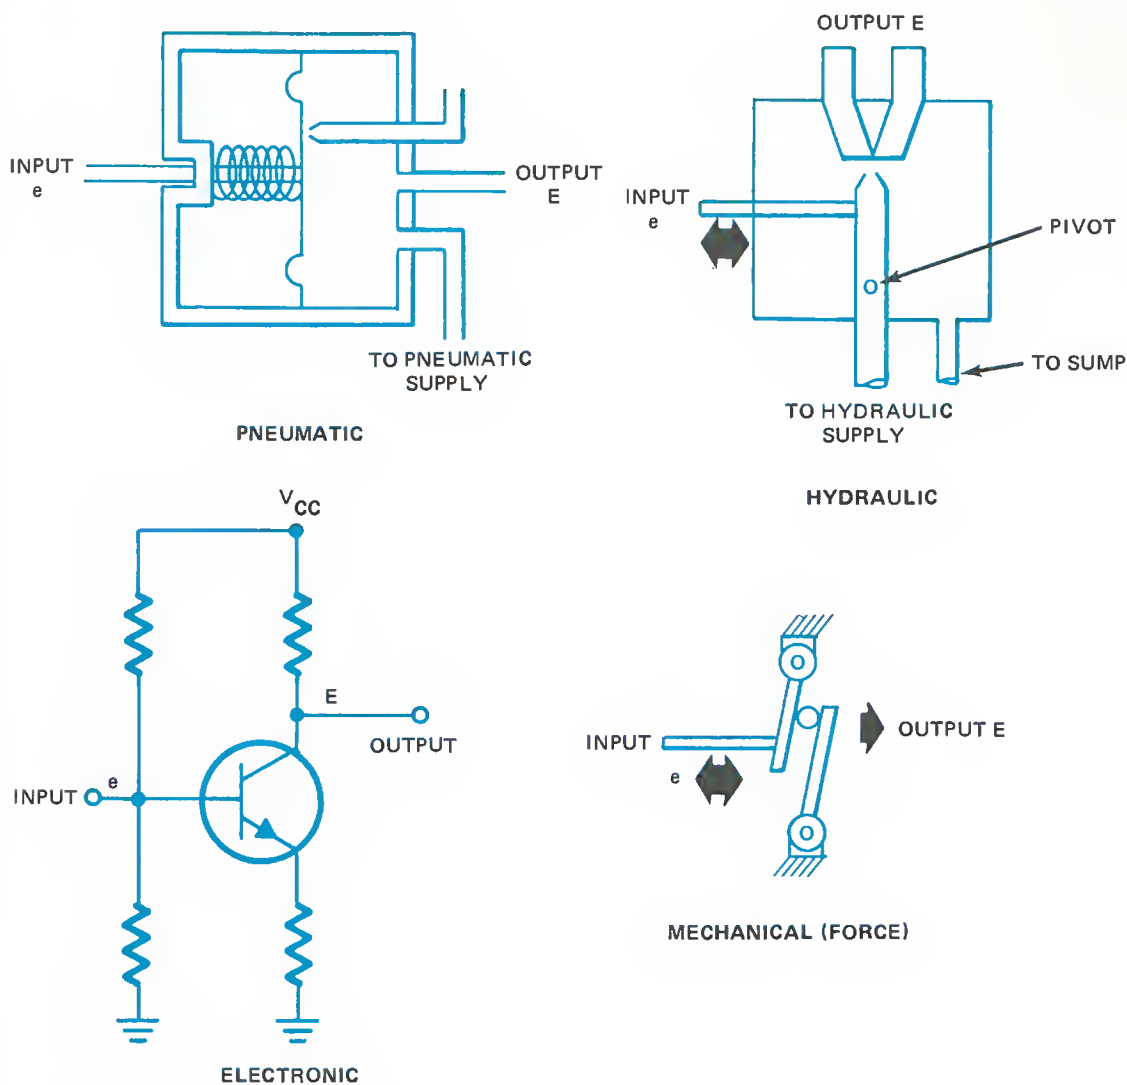 INPUT
e
OUTPUT
E
TO PNEUMATIC
SUPPLY
PNEUMATIC
OUTPUT E
INPUT
e
PIVOT
TO SUMP
TO HYDRAULIC
SUPPLY
HYDRAULIC
VCC
E
OUTPUT
e
INPUT
ELECTRONIC
INPUT
e
OUTPUT E
MECHANICAL (FORCE)